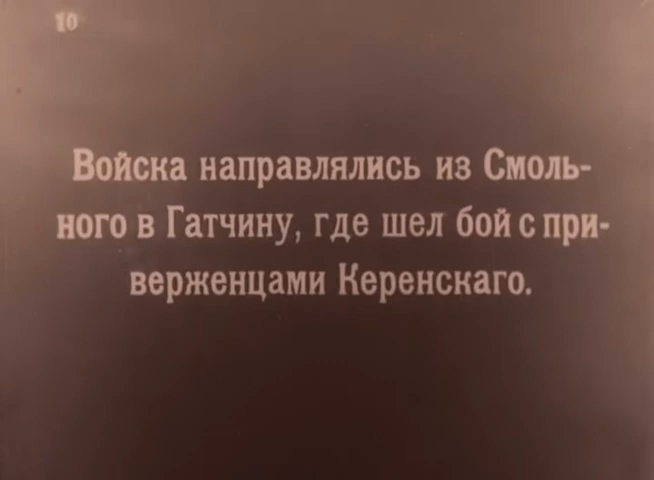 10
Войска направлялись из Смоль-
ного в Гатчину, где шел бой с при-
верженцами Керенскаго.